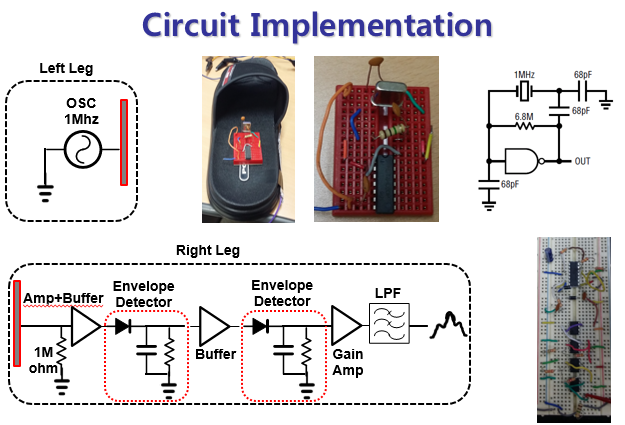 Circuit Implementation
Left Leg
OSC
1Mhz
1MHz
68pF
68pF
6.8M
OUT
68pF
Right Leg
Amp+Buffer
Envelope
Detector
Envelope
Detector
LPF
1M
ohm
Buffer
Gain
Amp